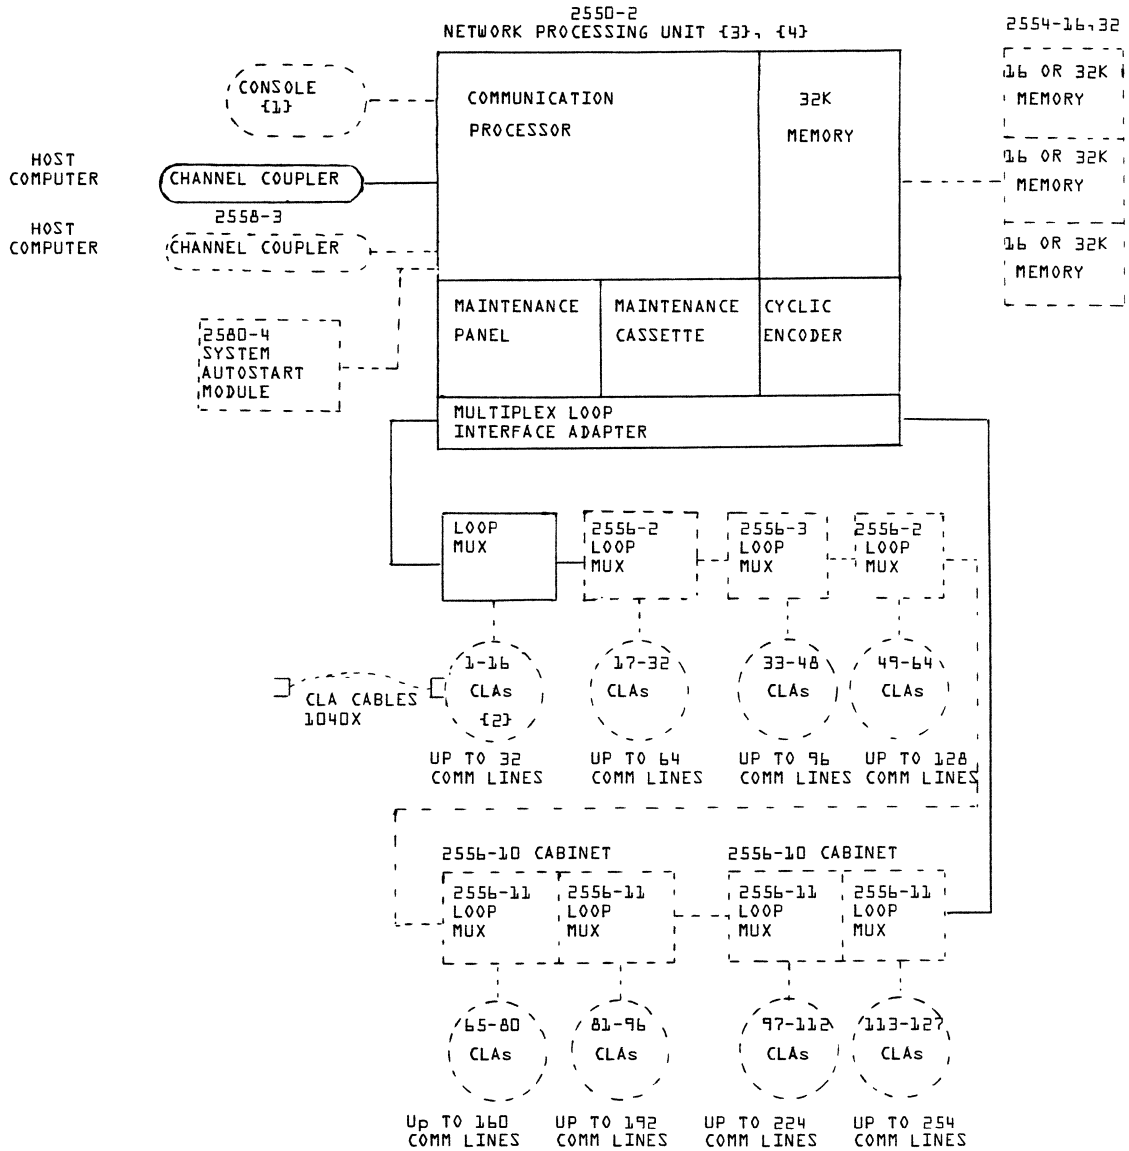 2550-2
NETWORK PROCESSING UNIT {3}, {4}
2554-16,32
CONSOLE
{1}
COMMUNICATION
PROCESSOR
32K
MEMORY
16 OR 32K
MEMORY
16 OR 32K
MEMORY
16 OR 32K
MEMORY
HOST
COMPUTER
CHANNEL COUPLER
2558-3
HOST
COMPUTER
CHANNEL COUPLER
2580-4
SYSTEM
AUTOSTART
MODULE
MAINTENANCE
PANEL
MAINTENANCE
CASSETTE
CYCLIC
ENCODER
MULTIPLEX LOOP
INTERFACE ADAPTER
LOOP
MUX
2556-2
LOOP
MUX
2556-3
LOOP
MUX
2556-2
LOOP
MUX
CLA CABLES
1040X
1-16
CLAs
{2}
17-32
CLAs
33-48
CLAs
49-64
CLAs
UP TO 32
COMM LINES
UP TO 64
COMM LINES
UP TO 96
COMM LINES
UP TO 128
COMM LINES
2556-10 CABINET
2556-10 CABINET
2556-11
LOOP
MUX
2556-11
LOOP
MUX
2556-11
LOOP
MUX
2556-11
LOOP
MUX
65-80
CLAs
81-96
CLAs
97-112
CLAs
113-127
CLAs
Up TO 160
COMM LINES
UP TO 192
COMM LINES
UP TO 224
COMM LINES
UP TO 254
COMM LINES